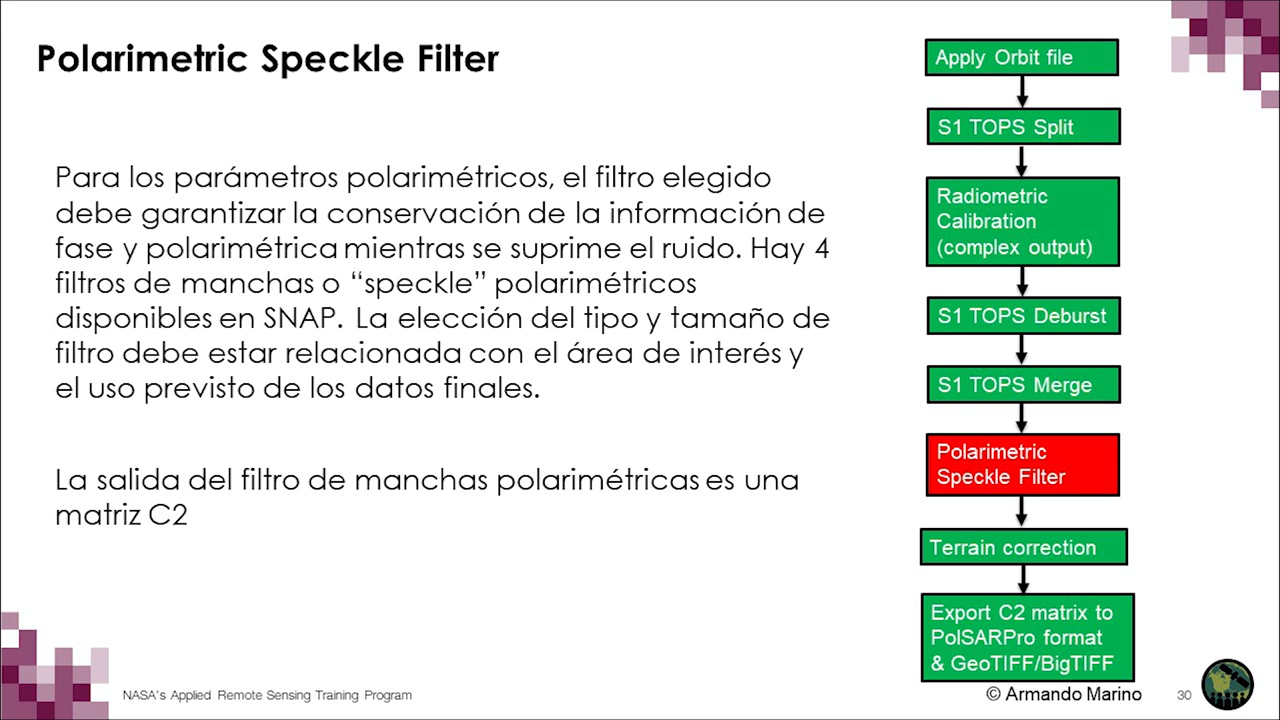 Polarimetric Speckle Filter
Para los parámetros polarimétricos, el filtro elegido
debe garantizar la conservación de la información de
fase y polarimétrica mientras se suprime el ruido. Hay 4
filtros de manchas o “speckle” polarimétricos
disponibles en SNAP. La elección del tipo y tamaño de
filtro debe estar relacionada con el área de interés y
el uso previsto de los datos finales.
La salida del filtro de manchas polarimétricas es una
matriz C2
Apply Orbit file
S1 TOPS Split
Radiometric
Calibration
(complex output)
S1 TOPS Deburst
S1 TOPS Merge
Polarimetric
Speckle Filter
Terrain correction
Export C2 matrix to
PolSARPro format
& GeoTIFF/BigTIFF
NASA's Applied Remote Sensing Training Program
© Armando Marino
30